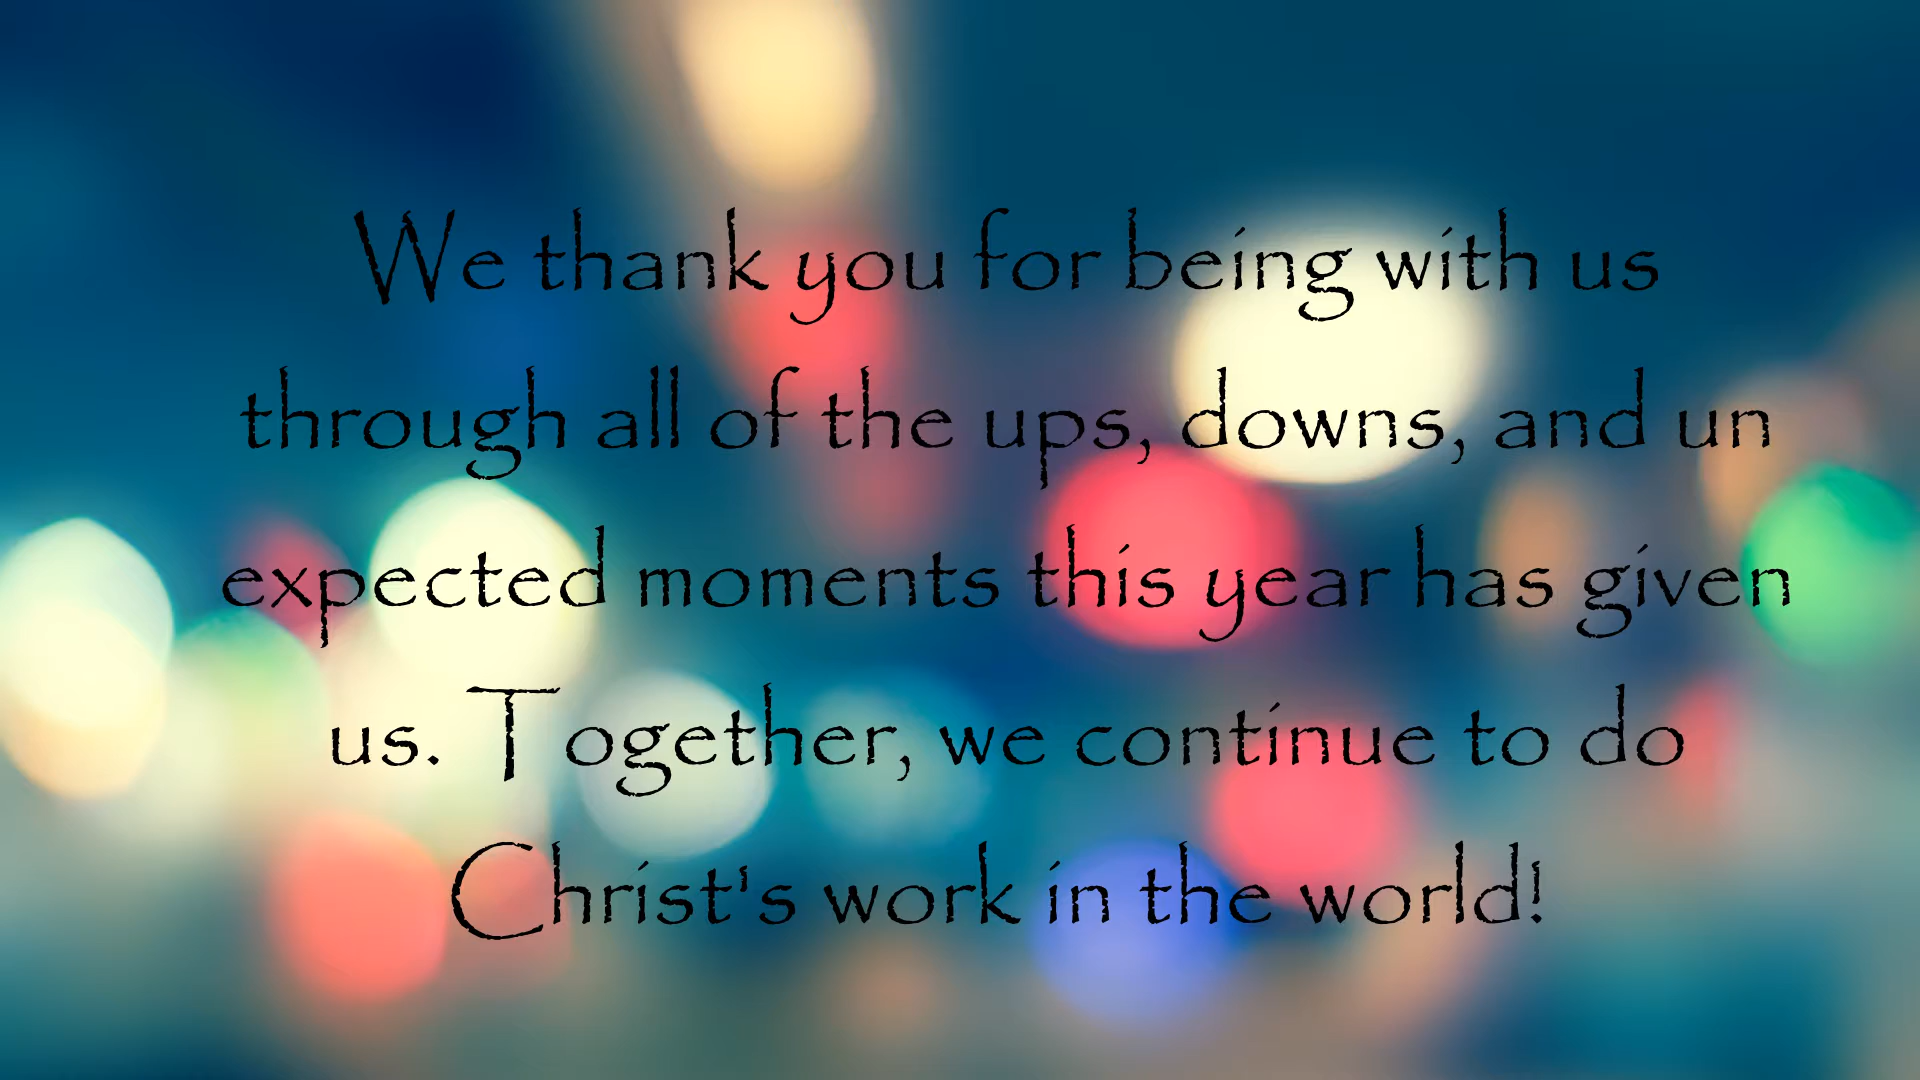 We thank you for being with us
through all of the ups, downs, and un
expected moments this year has given
us. Together, we continue to do
Christ's work in the world!